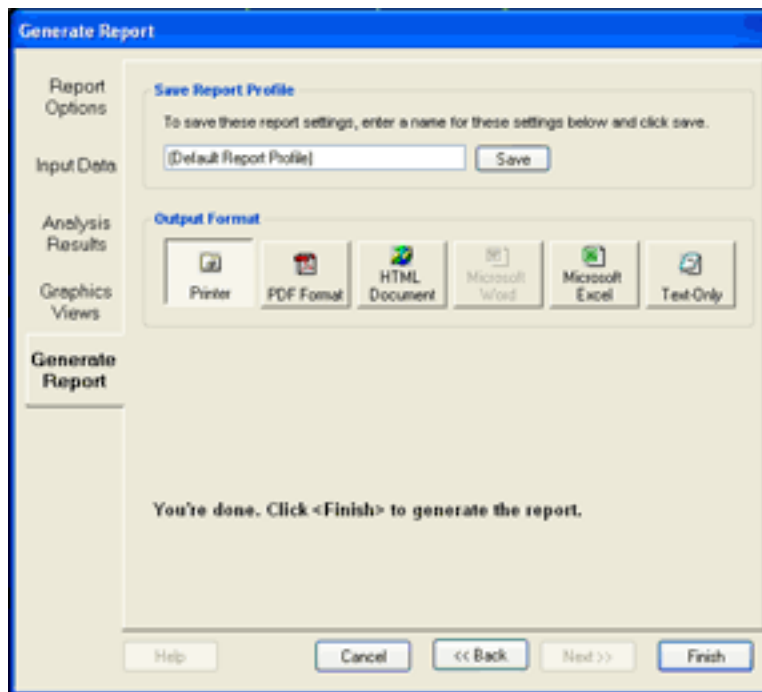 Generate Report
Report
Options
Input Data
Analysis
Results
Graphics
Views
Generate
Report
Save Report Profile
To save these report settings, enter a name for these settings below and click save.
(Default Report Profile)
Save
Output Format
Printer
PDF Format
HTML
Document
Microsoft
Word
Microsoft
Excel
Text-Only
You're done. Click <Finish> to generate the report.
Help
Cancel
<< Back
Next >>
Finish